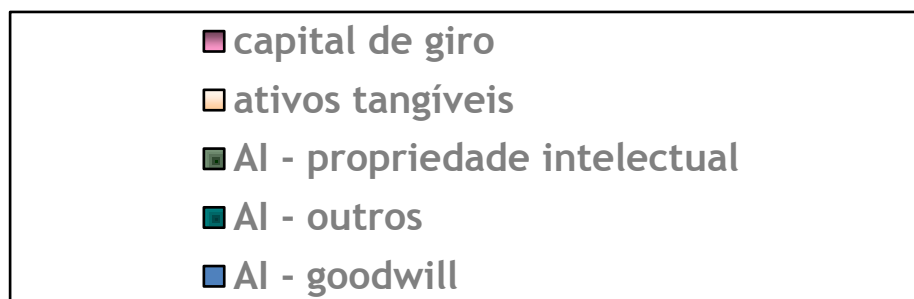 capital de giro
ativos tangíveis
AI - propriedade intelectual
AI - outros
AI - goodwill